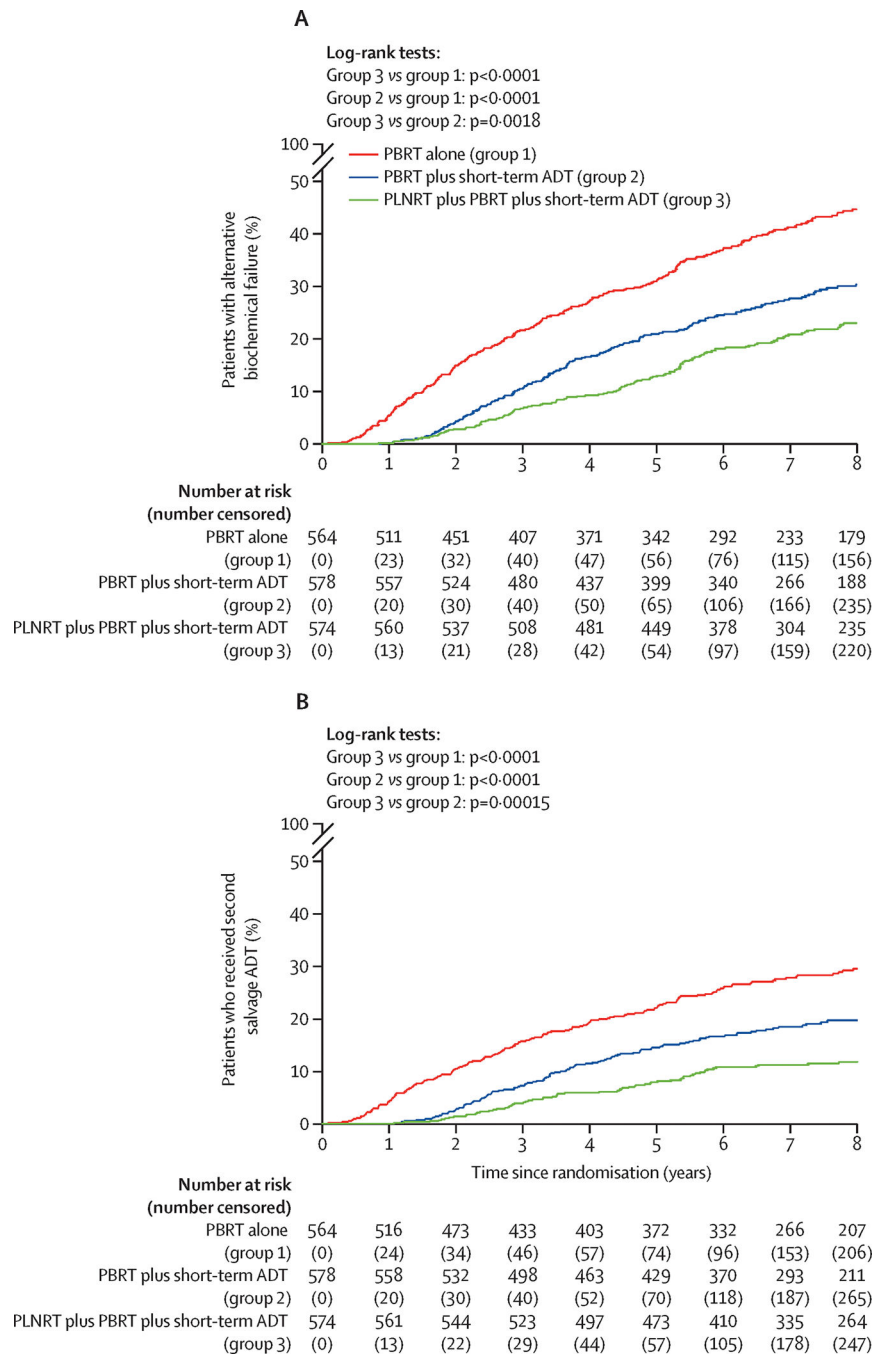 A
Log-rank tests:
Group 3 vs group 1: p<0·0001
Group 2 vs group 1: p<0·0001
Group 3 vs group 2: p=0·0018
PBRT alone (group 1)
PBRT plus short-term ADT (group 2)
PLNRT plus PBRT plus short-term ADT (group 3)
Patients with alternative
biochemical failure (%)
100
50
40
30
20
10
0
0 1 2 3 4 5 6 7 8
Number at risk
(number censored)
PBRT alone 564 511 451 407 371 342 292 233 179
(group 1) (0) (23) (32) (40) (47) (56) (76) (115) (156)
PBRT plus short-term ADT 578 557 524 480 437 399 340 266 188
(group 2) (0) (20) (30) (40) (50) (65) (106) (166) (235)
PLNRT plus PBRT plus short-term ADT 574 560 537 508 481 449 378 304 235
(group 3) (0) (13) (21) (28) (42) (54) (97) (159) (220)
B
Log-rank tests:
Group 3 vs group 1: p<0·0001
Group 2 vs group 1: p<0·0001
Group 3 vs group 2: p=0·00015
Patients who received second
salvage ADT (%)
100
50
40
30
20
10
0
0 1 2 3 4 5 6 7 8
Time since randomisation (years)
Number at risk
(number censored)
PBRT alone 564 516 473 433 403 372 332 266 207
(group 1) (0) (24) (34) (46) (57) (74) (96) (153) (206)
PBRT plus short-term ADT 578 558 532 498 463 429 370 293 211
(group 2) (0) (20) (30) (40) (52) (70) (118) (187) (265)
PLNRT plus PBRT plus short-term ADT 574 561 544 523 497 473 410 335 264
(group 3) (0) (13) (22) (29) (44) (57) (105) (178) (247)